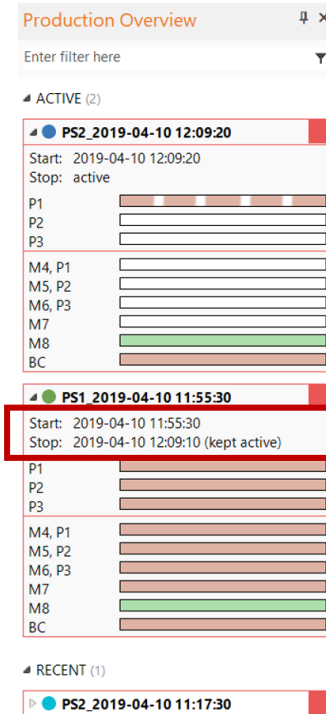 Production Overview
Enter filter here
ACTIVE (2)
PS2_2019-04-10 12:09:20
Start: 2019-04-10 12:09:20
Stop: active
P1
P2
P3
M4, P1
M5, P2
M6, P3
M7
M8
BC
PS1_2019-04-10 11:55:30
Start: 2019-04-10 11:55:30
Stop: 2019-04-10 12:09:10 (kept active)
P1
P2
P3
M4, P1
M5, P2
M6, P3
M7
M8
BC
RECENT (1)
PS2_2019-04-10 11:17:30